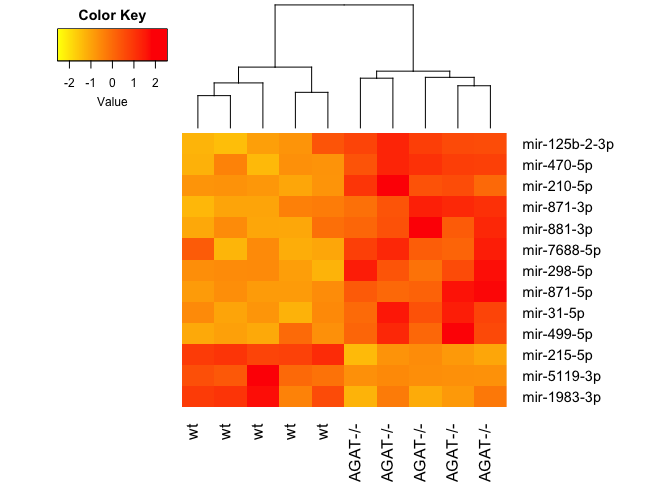 Color Key
-2 -1 0 1 2
Value
mir-125b-2-3p
mir-470-5p
mir-210-5p
mir-871-3p
mir-881-3p
mir-7688-5p
mir-298-5p
mir-871-5p
mir-31-5p
mir-499-5p
mir-215-5p
mir-5119-3p
mir-1983-3p
wt
wt
wt
wt
wt
AGAT-/-
AGAT-/-
AGAT-/-
AGAT-/-
AGAT-/-